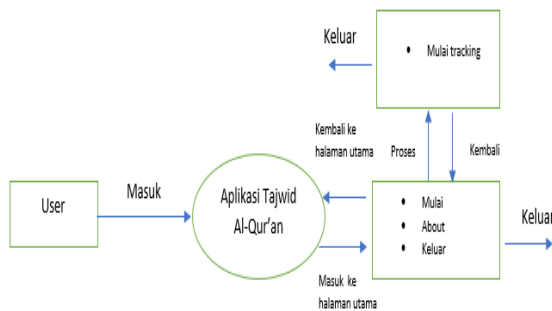 Keluar
Mulai tracking
Kembali ke
halaman utama
Proses
Kembali
User
Masuk
Aplikasi Tajwid
Al-Qur'an
Mulai
About
Keluar
Keluar
Masuk ke
halaman utama